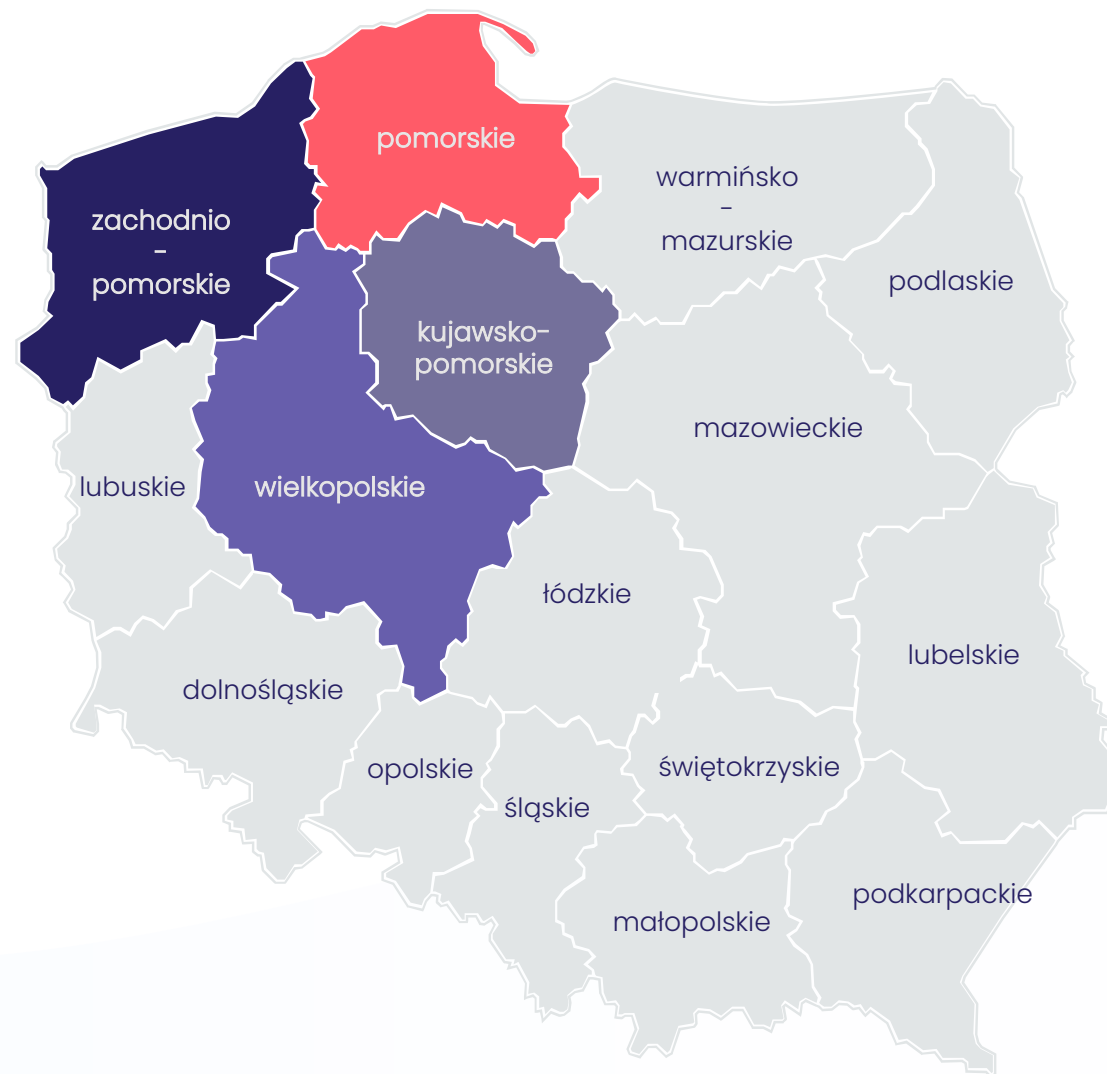 pomorskie
warmińsko
-
mazurskie
zachodnio
-
pomorskie
podlaskie
kujawsko-
pomorskie
mazowieckie
lubuskie
wielkopolskie
łódzkie
lubelskie
dolnośląskie
opolskie
świętokrzyskie
śląskie
podkarpackie
małopolskie